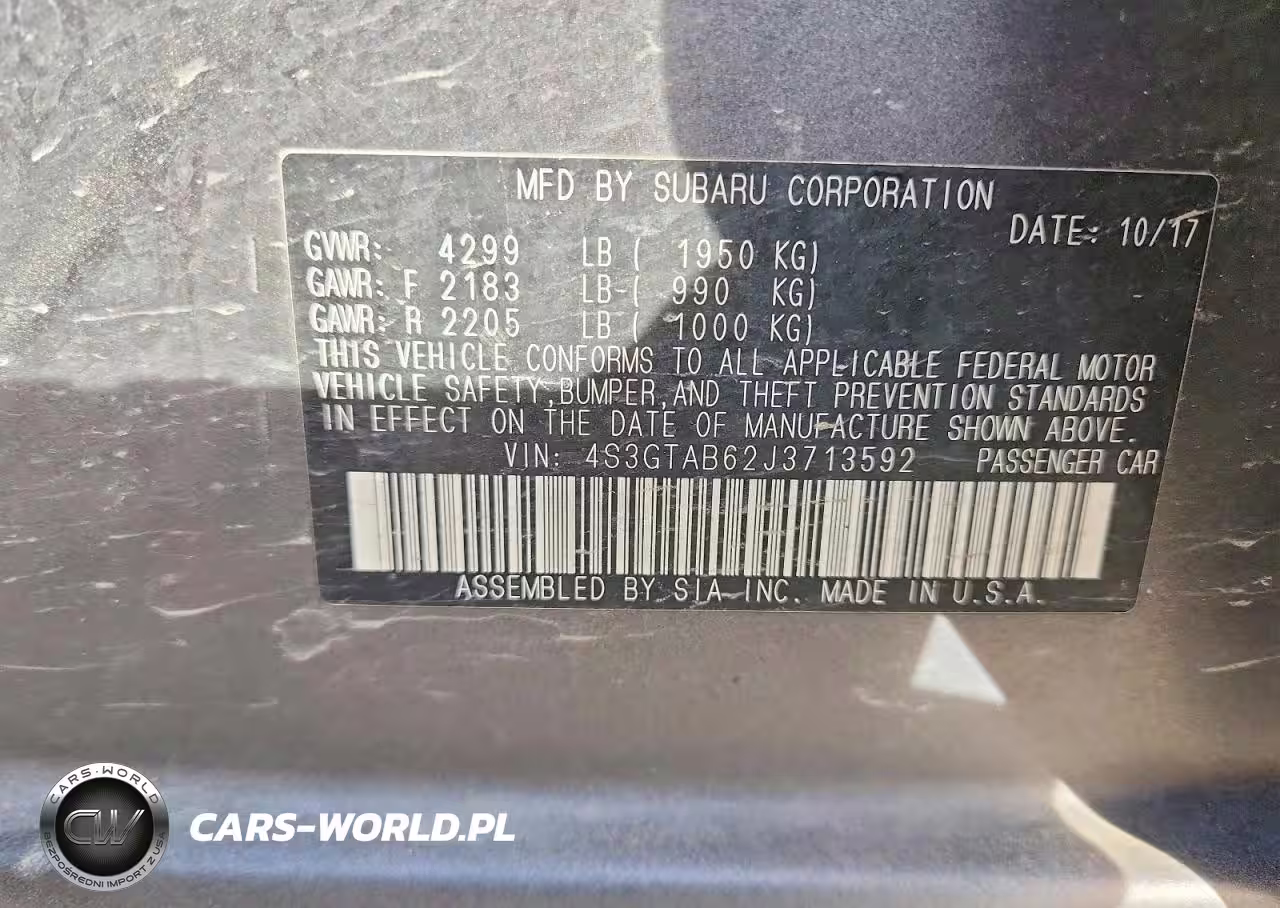 MFD BY SUBARU CORPORATION
DATE: 10/17
GVWR: 4299 LB ( 1950 KG)
GAWR: F 2183 LB ( 990 KG)
GAWR: R 2205 LB ( 1000 KG)
THIS VEHICLE CONFORMS TO ALL APPLICABLE FEDERAL MOTOR
VEHICLE SAFETY, BUMPER, AND THEFT PREVENTION STANDARDS
IN EFFECT ON THE DATE OF MANUFACTURE SHOWN ABOVE.
VIN: 4S3GTAB62J3713592 PASSENGER CAR
ASSEMBLED BY SIA INC. MADE IN U.S.A.
CARS-WORLD
CW
BEZPOŚREDNI IMPORT Z USA
CARS-WORLD.PL